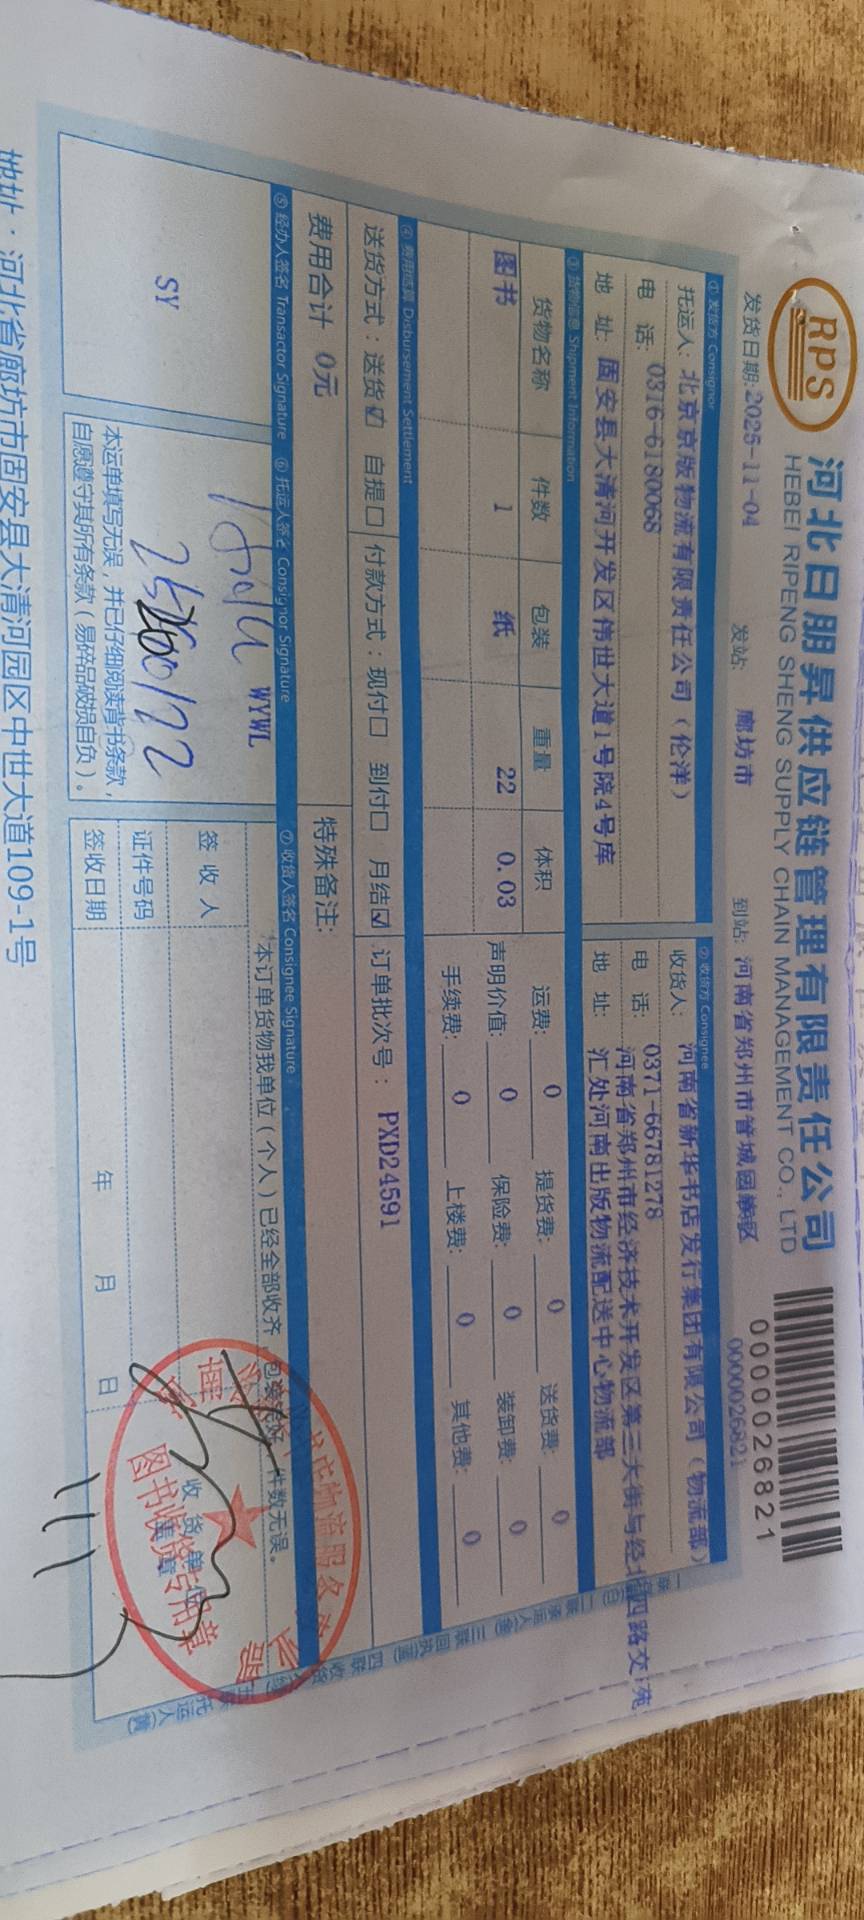 RPS
河北日朋昇供应链管理有限责任公司
HEBEI RIPENG SHENG SUPPLY CHAIN MANAGEMENT CO., LTD
0000026821
0000026821
发货日期:2025-11-04 发站: 廊坊市 到站: 河南省郑州市管城回族区
① 发货方 Consignor
托运人: 北京京版物流有限责任公司（伦洋）
电 话: 0316-6180068
地 址: 固安县大清河开发区伟世大道1号院4号库
② 收货方 Consignee
收货人: 河南省新华书店发行集团有限公司（物流部）
电 话: 0371-66781278
河南省郑州市经济技术开发区第三大街与经北四路交
地 址: 汇处河南出版物流配送中心物流部
③ 货物信息 Shipment Information
货物名称 件数 包装 重量 体积
图书 1 纸 22 0.03
运费: 0 提货费: 0 送货费: 0
声明价值: 0 保险费: 0 装卸费: 0
手续费: 0 上楼费: 0 其他费: 0
④ 费用结算 Disbursement Settlement
送货方式：送货☑ 自提□ 付款方式：现付□ 到付□ 月结☑ 订单批次号： PXD24591
费用合计 0元
特殊备注:
⑤ 经办人签名 Transactor Signature ⑥ 托运人签名 Consignor Signature ⑦ 收货人签名 Consignee Signature
SY
WYWL
本运单填写无误，并已仔细阅读背书条款，
自愿遵守其所有条款（易碎品破损自负）。
本订单货物我单位（个人）已经全部收齐 件数无误。
签 收 人
证件号码
签收日期 年 月 日
图书收货专用章
地址：河北省廊坊市固安县大清河园区中世大道109-1号